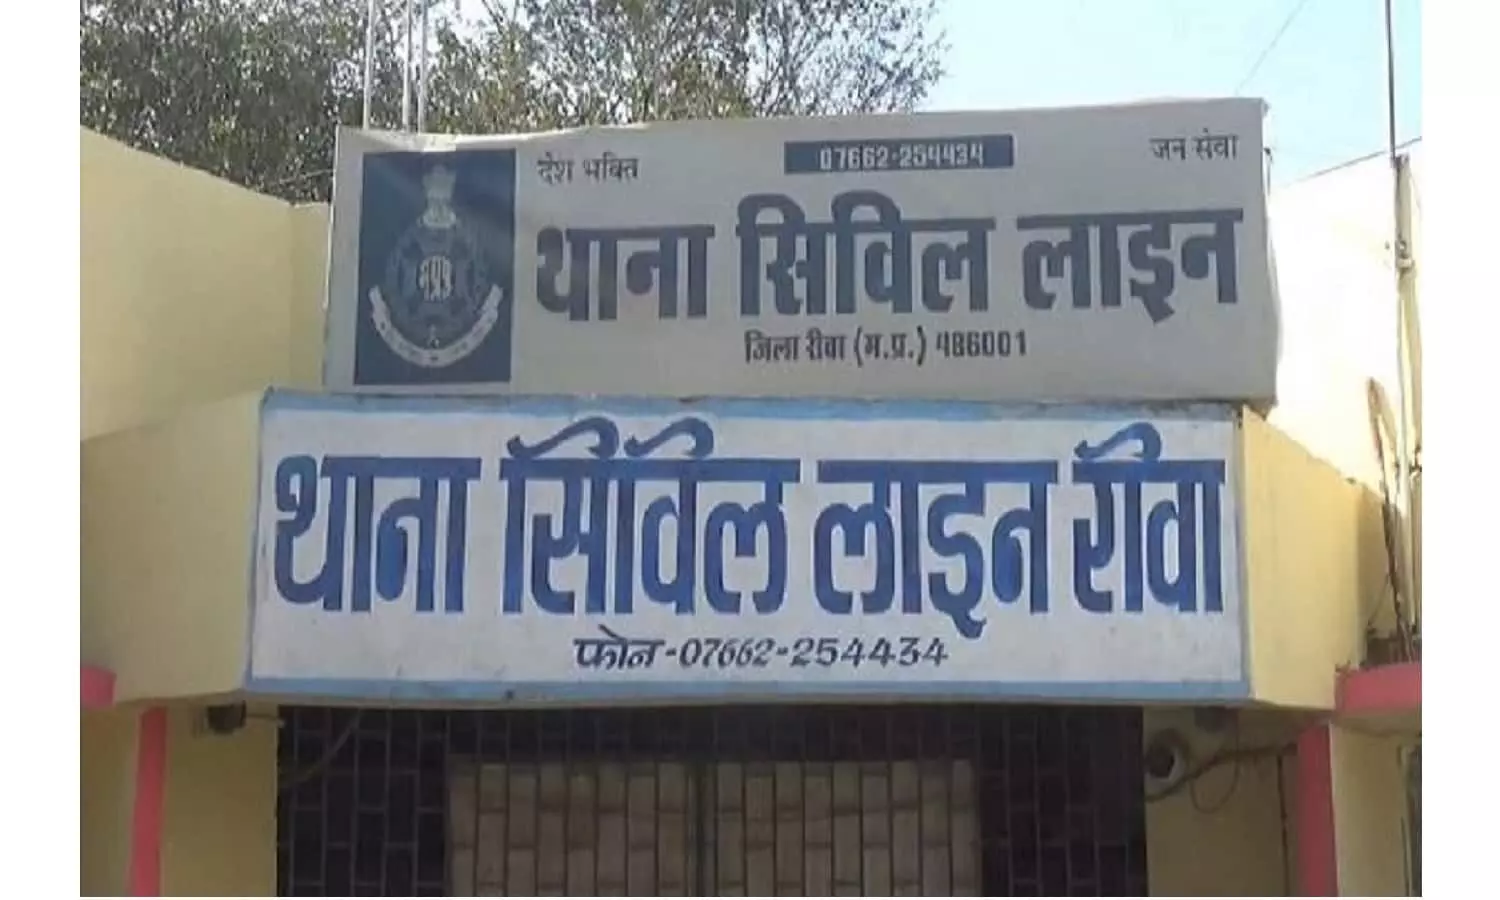 देश भक्ति 07662-254434 जन सेवा
थाना सिविल लाइन
जिला रीवा (म.प्र.) 486001
थाना सिविल लाइन रीवा
फोन-07662-254434